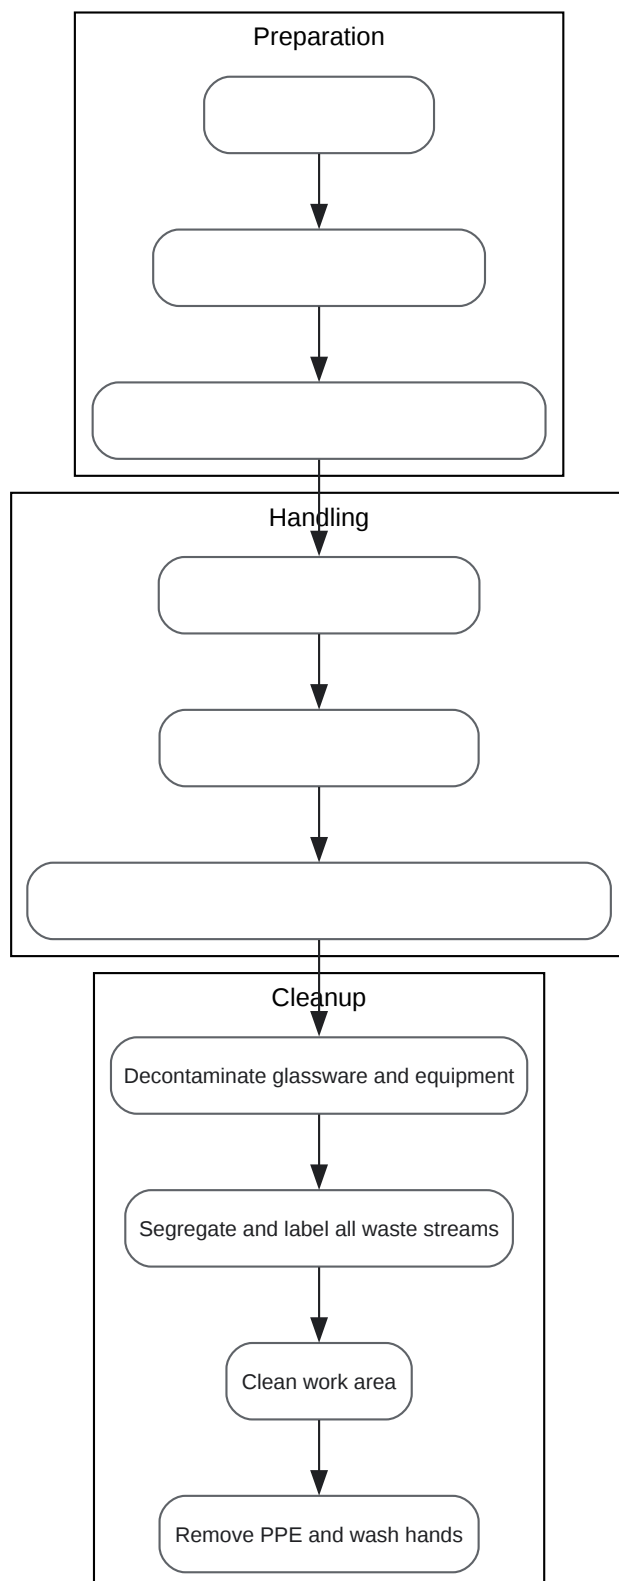 Preparation
Handling
Cleanup
Decontaminate glassware and equipment
Segregate and label all waste streams
Clean work area
Remove PPE and wash hands